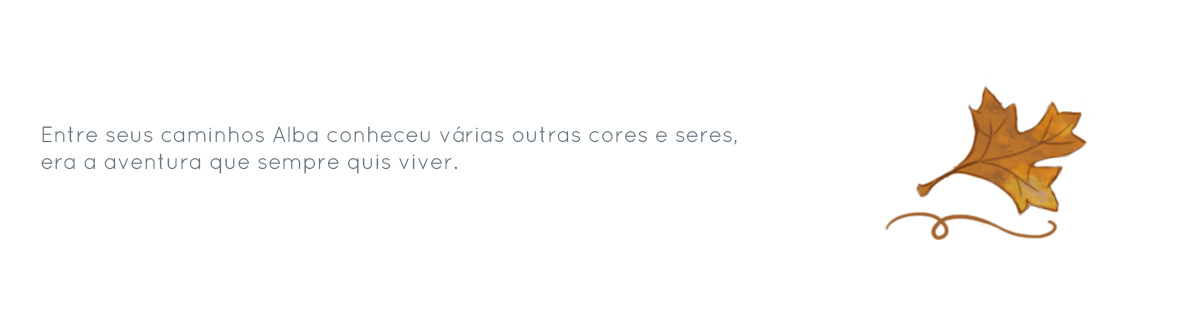 Entre seus caminhos Alba conheceu várias outras cores e seres,
era a aventura que sempre quis viver.